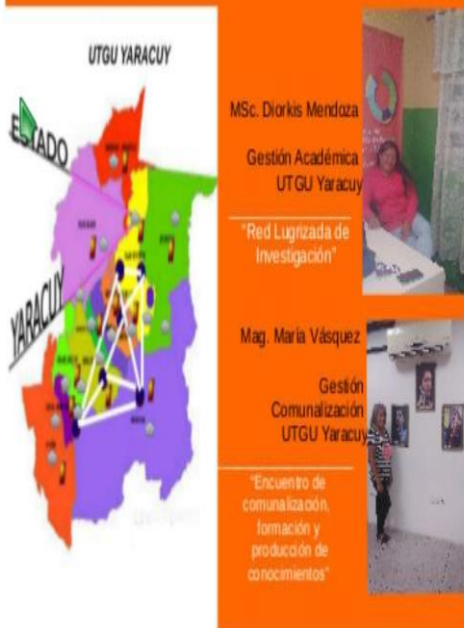 UTGU YARACUY
ESTADO
YARACUY
MSc. Diorkis Mendoza
Gestión Académica
UTGU Yaracuy
"Red Lugrizada de
Investigación"
Mag. María Vásquez
Gestión
Comunalización
UTGU Yaracuy
"Encuentro de
comunalización,
formación y
producción de
conocimientos"